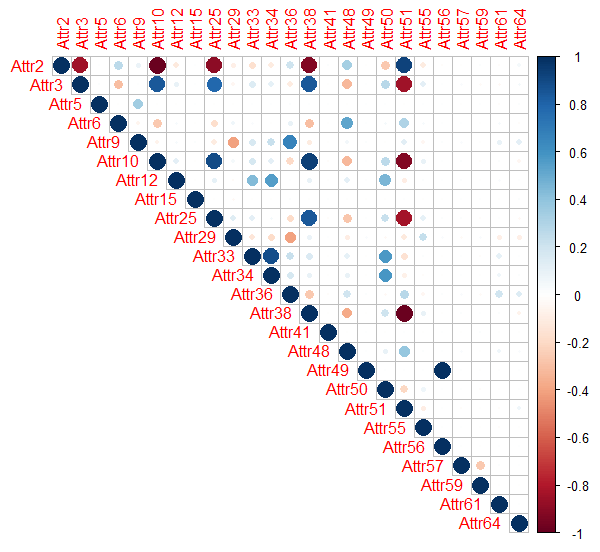 Attr2 Attr3 Attr5 Attr6 Attr9 Attr10 Attr12 Attr15 Attr25 Attr29 Attr33 Attr34 Attr36 Attr38 Attr41 Attr48 Attr49 Attr50 Attr51 Attr55 Attr56 Attr57 Attr59 Attr61 Attr64
Attr2
Attr3
Attr5
Attr6
Attr9
Attr10
Attr12
Attr15
Attr25
Attr29
Attr33
Attr34
Attr36
Attr38
Attr41
Attr48
Attr49
Attr50
Attr51
Attr55
Attr56
Attr57
Attr59
Attr61
Attr64
1
0.8
0.6
0.4
0.2
0
-0.2
-0.4
-0.6
-0.8
-1